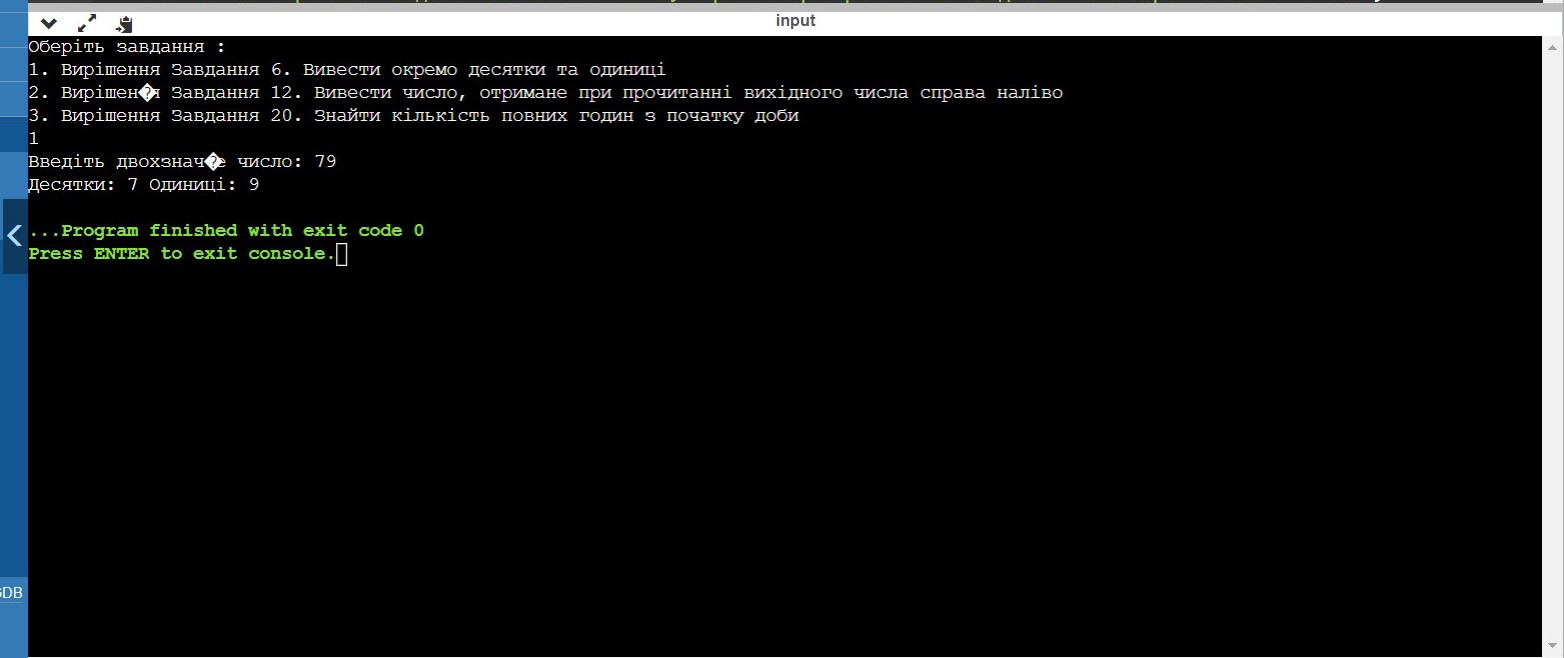 input
Оберіть завдання :
1. Вирішення Завдання 6. Вивести окремо десятки та одиниці
2. Вирішен�я Завдання 12. Вивести число, отримане при прочитанні вихідного числа справа наліво
3. Вирішення Завдання 20. Знайти кількість повних годин з початку доби
1
Введіть двохзнач�е число: 79
Десятки: 7 Одиниці: 9
...Program finished with exit code 0
Press ENTER to exit console.